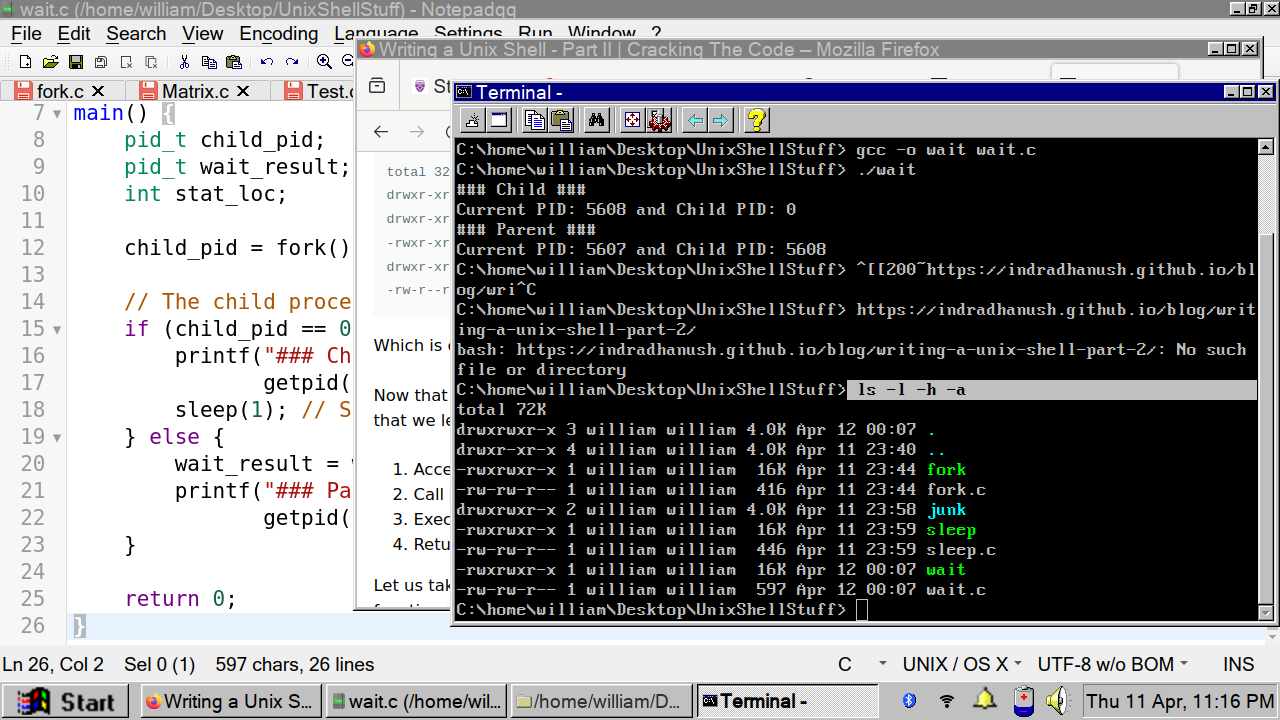 wait.c (/home/william/Desktop/UnixShellStuff) - Notepadqq
File Edit Search View Encoding Language Settings Run Window ?
fork.c Matrix.c Test.c
7 main() {
8 pid_t child_pid;
9 pid_t wait_result;
10 int stat_loc;
11
12 child_pid = fork()
13
14 // The child proce
15 if (child_pid == 0
16 printf("### Ch
17 getpid(
18 sleep(1); // S
19 } else {
20 wait_result =
21 printf("### Pa
22 getpid(
23 }
24
25 return 0;
26 }
Ln 26, Col 2 Sel 0 (1) 597 chars, 26 lines C UNIX / OS X UTF-8 w/o BOM INS
Writing a Unix Shell - Part II | Cracking The Code — Mozilla Firefox
St
total 32
drwxr-xr
drwxr-xr
-rwxr-xr
drwxr-xr
-rw-r--r
Which is
Now that
that we le
1. Acce
2. Call
3. Exec
4. Retu
Let us tak
Terminal -
C:\home\william\Desktop\UnixShellStuff> gcc -o wait wait.c
C:\home\william\Desktop\UnixShellStuff> ./wait
### Child ###
Current PID: 5608 and Child PID: 0
### Parent ###
Current PID: 5607 and Child PID: 5608
C:\home\william\Desktop\UnixShellStuff> ^[[200~https://indradhanush.github.io/bl
og/wri^C
C:\home\william\Desktop\UnixShellStuff> https://indradhanush.github.io/blog/writ
ing-a-unix-shell-part-2/
bash: https://indradhanush.github.io/blog/writing-a-unix-shell-part-2/: No such
file or directory
C:\home\william\Desktop\UnixShellStuff> ls -l -h -a
total 72K
drwxrwxr-x 3 william william 4.0K Apr 12 00:07 .
drwxr-xr-x 4 william william 4.0K Apr 11 23:40 ..
-rwxrwxr-x 1 william william 16K Apr 11 23:44 fork
-rw-rw-r-- 1 william william 416 Apr 11 23:44 fork.c
drwxrwxr-x 2 william william 4.0K Apr 11 23:58 junk
-rwxrwxr-x 1 william william 16K Apr 11 23:59 sleep
-rw-rw-r-- 1 william william 446 Apr 11 23:59 sleep.c
-rwxrwxr-x 1 william william 16K Apr 12 00:07 wait
-rw-rw-r-- 1 william william 597 Apr 12 00:07 wait.c
C:\home\william\Desktop\UnixShellStuff>
Start Writing a Unix S... wait.c (/home/wil... /home/william/D... Terminal - Thu 11 Apr, 11:16 PM